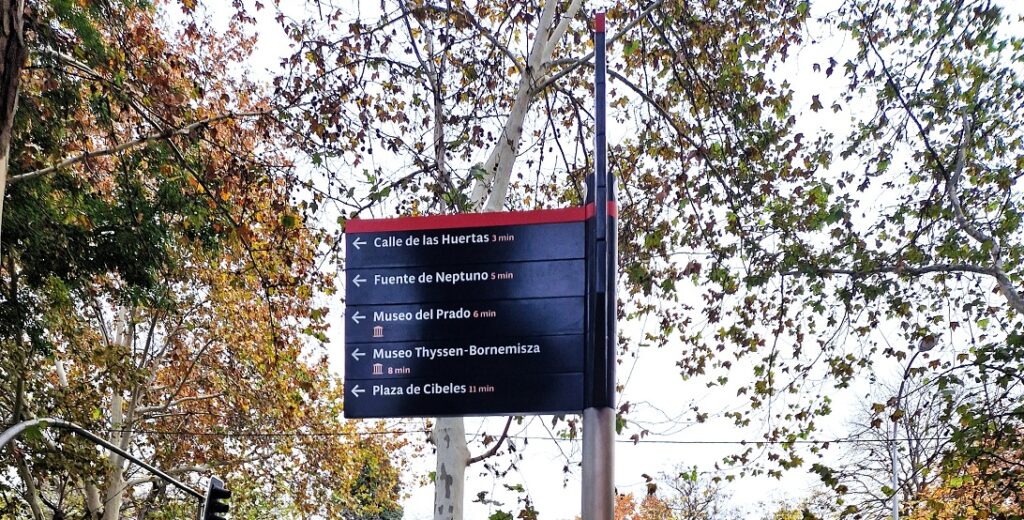 ← Calle de las Huertas 3 min
← Fuente de Neptuno 5 min
← Museo del Prado 6 min
← Museo Thyssen-Bornemisza
8 min
← Plaza de Cibeles 11 min